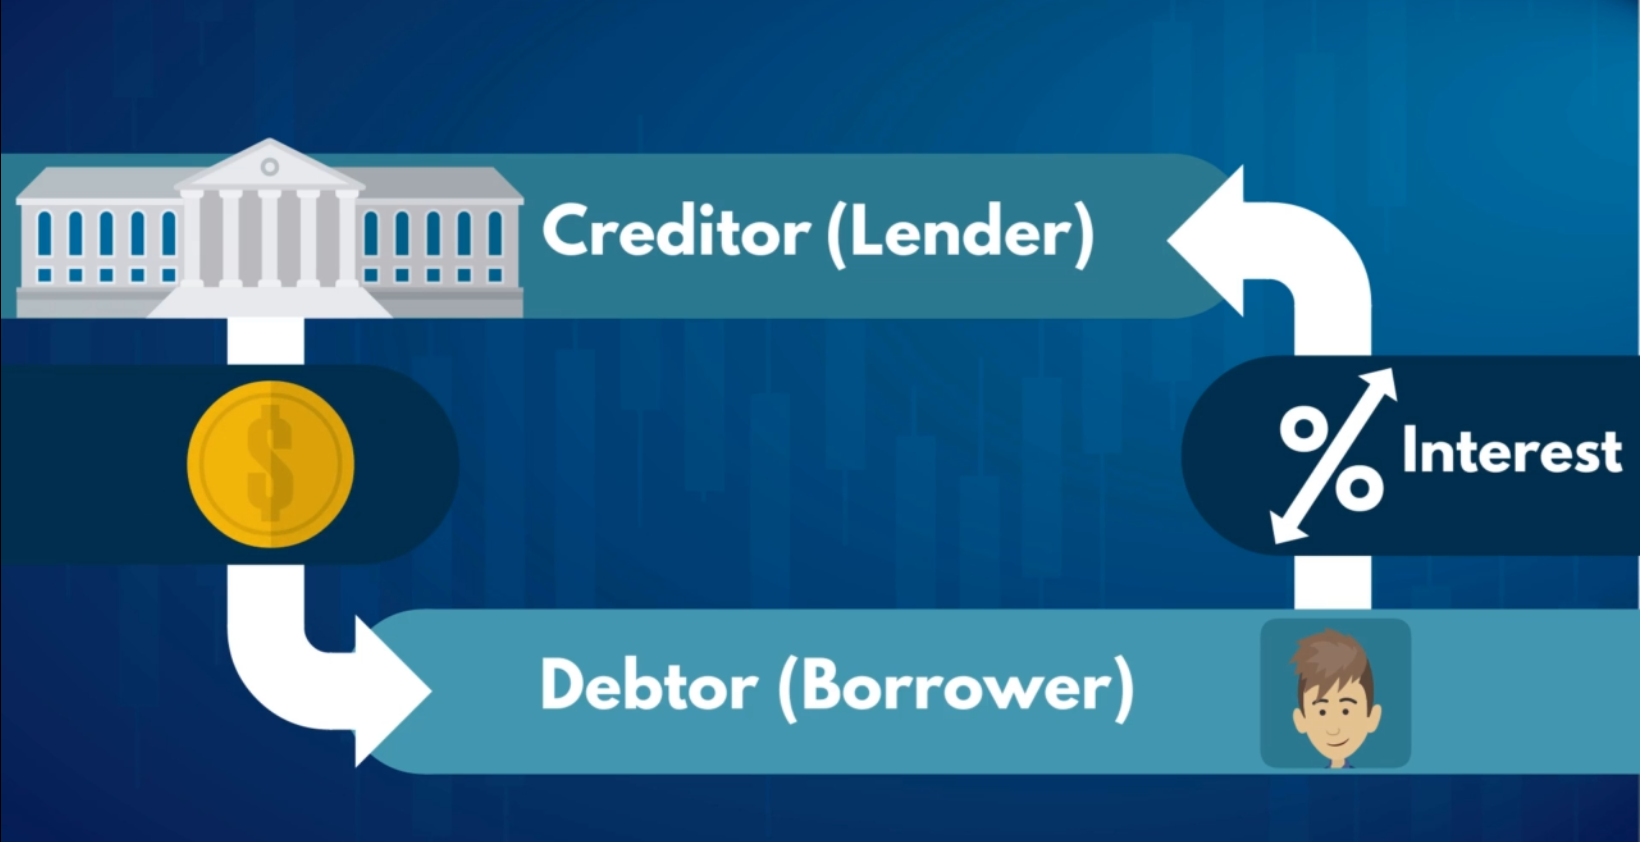 Creditor (Lender)
$
% Interest
Debtor (Borrower)